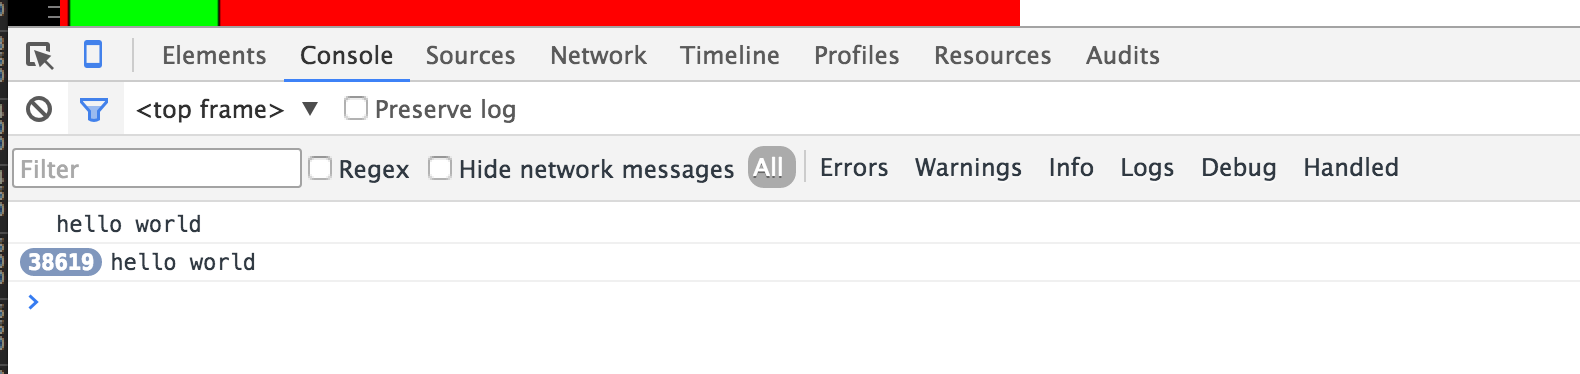 Elements Console Sources Network Timeline Profiles Resources Audits
<top frame> ▼ Preserve log
Filter Regex Hide network messages All Errors Warnings Info Logs Debug Handled
hello world
38619 hello world
>